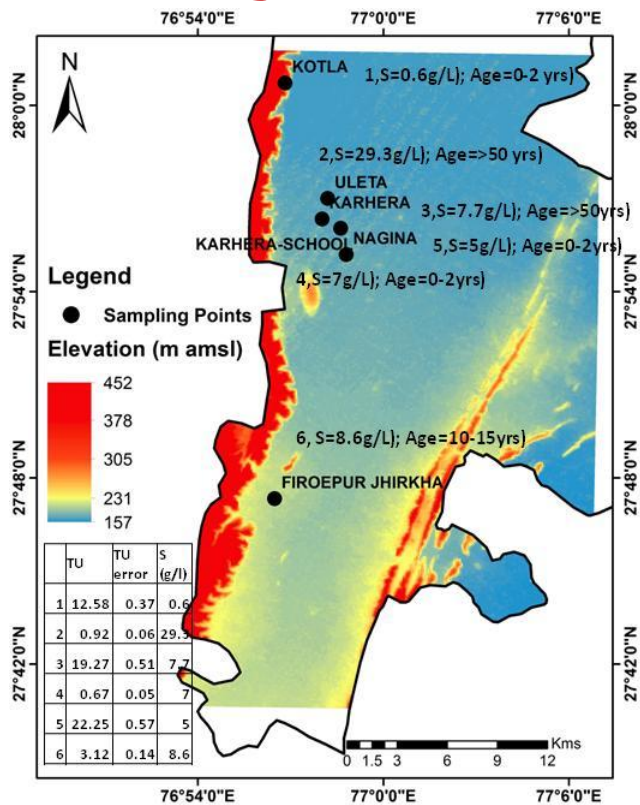 76°54'0"E 77°0'0"E 77°6'0"E
N
KOTLA
1,S=0.6g/L); Age=0-2 yrs)
28°0'0"N 28°0'0"N
2,S=29.3g/L); Age=>50 yrs)
ULETA
KARHERA
3,S=7.7g/L); Age=>50yrs)
KARHERA-SCHOOL NAGINA
5,S=5g/L); Age=0-2yrs)
4,S=7g/L); Age=0-2yrs)
27°54'0"N 27°54'0"N
Legend
Sampling Points
Elevation (m amsl)
452
378
305
231
157
6, S=8.6g/L); Age=10-15yrs)
27°48'0"N 27°48'0"N
FIROEPUR JHIRKHA
TU TU error S (g/l)
1 12.58 0.37 0.6
2 0.92 0.06 29.3
3 19.27 0.51 7.7
4 0.67 0.05 7
5 22.25 0.57 5
6 3.12 0.14 8.6
27°42'0"N 27°42'0"N
Kms
0 1.5 3 6 9 12
76°54'0"E 77°0'0"E 77°6'0"E